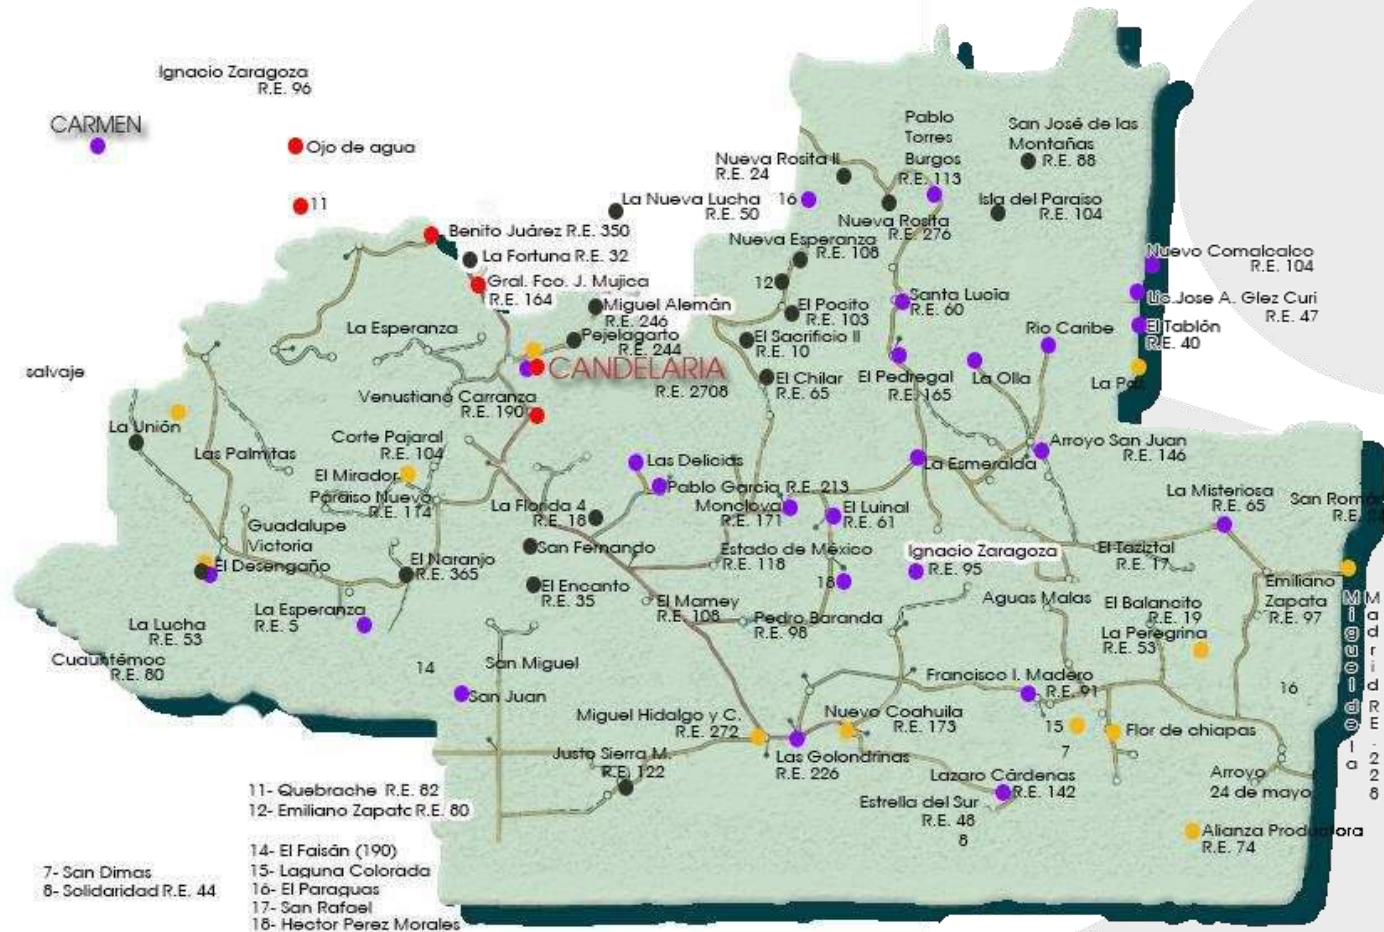 Ignacio Zaragoza
R.E. 96
CARMEN
Ojo de agua
11
Benito Juárez R.E. 350
La Fortuna R.E. 32
Gral. Fco. J. Mujica
R.E. 164
La Nueva Lucha
R.E. 50
16
Nueva Rosita II
R.E. 24
Pablo
Torres
Burgos
R.E. 113
San José de las
Montañas
R.E. 88
Isla del Paraiso
R.E. 104
Nueva Rosita
R.E. 276
Nueva Esperanza
R.E. 108
12
Nuevo Comalcalco
R.E. 104
Lic.Jose A. Glez Curi
R.E. 47
El Tablón
R.E. 40
Santa Lucia
R.E. 60
El Pocito
R.E. 103
El Sacrificio II
R.E. 10
Miguel Alemán
R.E. 246
Pejelagarto
R.E. 244
La Esperanza
Rio Caribe
CANDELARIA
R.E. 2708
El Chilar
R.E. 65
El Pedregal
R.E. 165
La Olla
La Paz
salvaje
Venustiano Carranza
R.E. 190
La Unión
Las Palmitas
Corte Pajaral
R.E. 104
El Mirador
Paraiso Nuevo
R.E. 114
Las Delicias
Pablo Garcia R.E. 213
La Esmeralda
Arroyo San Juan
R.E. 146
La Misteriosa
R.E. 65
San Román
La Florida 4
R.E. 18
Monclova
R.E. 171
El Luinal
R.E. 61
Guadalupe
Victoria
El Desengaño
El Naranjo
R.E. 365
San Fernando
Estado de México
R.E. 118
Ignacio Zaragoza
R.E. 95
El Taziztal
R.E. 17
18
El Encanto
R.E. 35
El Mamey
R.E. 108
Pedro Baranda
R.E. 98
Aguas Malas
El Balancito
R.E. 19
La Peregrina
R.E. 53
Emiliano
Zapata
R.E. 97
Miguel de la
Madrid RE.228
La Esperanza
R.E. 5
La Lucha
R.E. 53
Cuauhtémoc
R.E. 80
14
San Miguel
San Juan
Francisco I. Madero
R.E. 91
16
Miguel Hidalgo y C.
R.E. 272
Nuevo Coahuila
R.E. 173
15
7
Flor de chiapas
Justo Sierra M.
R.E. 122
Las Golondrinas
R.E. 226
Lazaro Cárdenas
R.E. 142
Estrella del Sur
R.E. 48
8
Arroyo
24 de mayo
Alianza Productora
R.E. 74
11- Quebrache R.E. 82
12- Emiliano Zapata R.E. 80
14- El Faisán (190)
15- Laguna Colorada
16- El Paraguas
17- San Rafael
18- Hector Perez Morales
7- San Dimas
8- Solidaridad R.E. 44